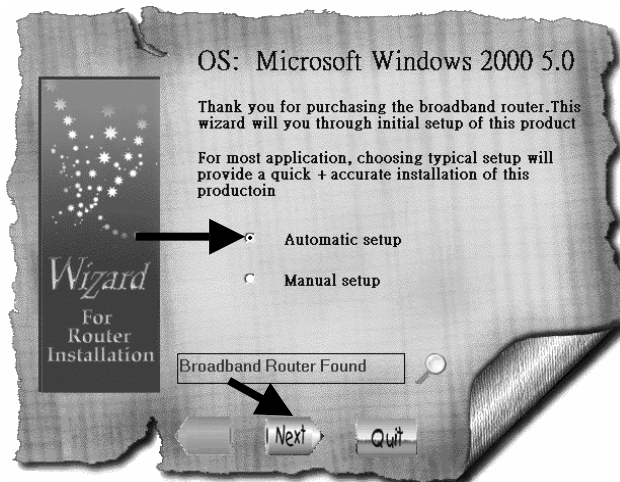 OS: Microsoft Windows 2000 5.0
Thank you for purchasing the broadband router.This
wizard will you through initial setup of this product
For most application, choosing typical setup will
provide a quick + accurate installation of this
productoin
Automatic setup
Manual setup
Wizard
For
Router
Installation
Broadband Router Found
Next
Quit